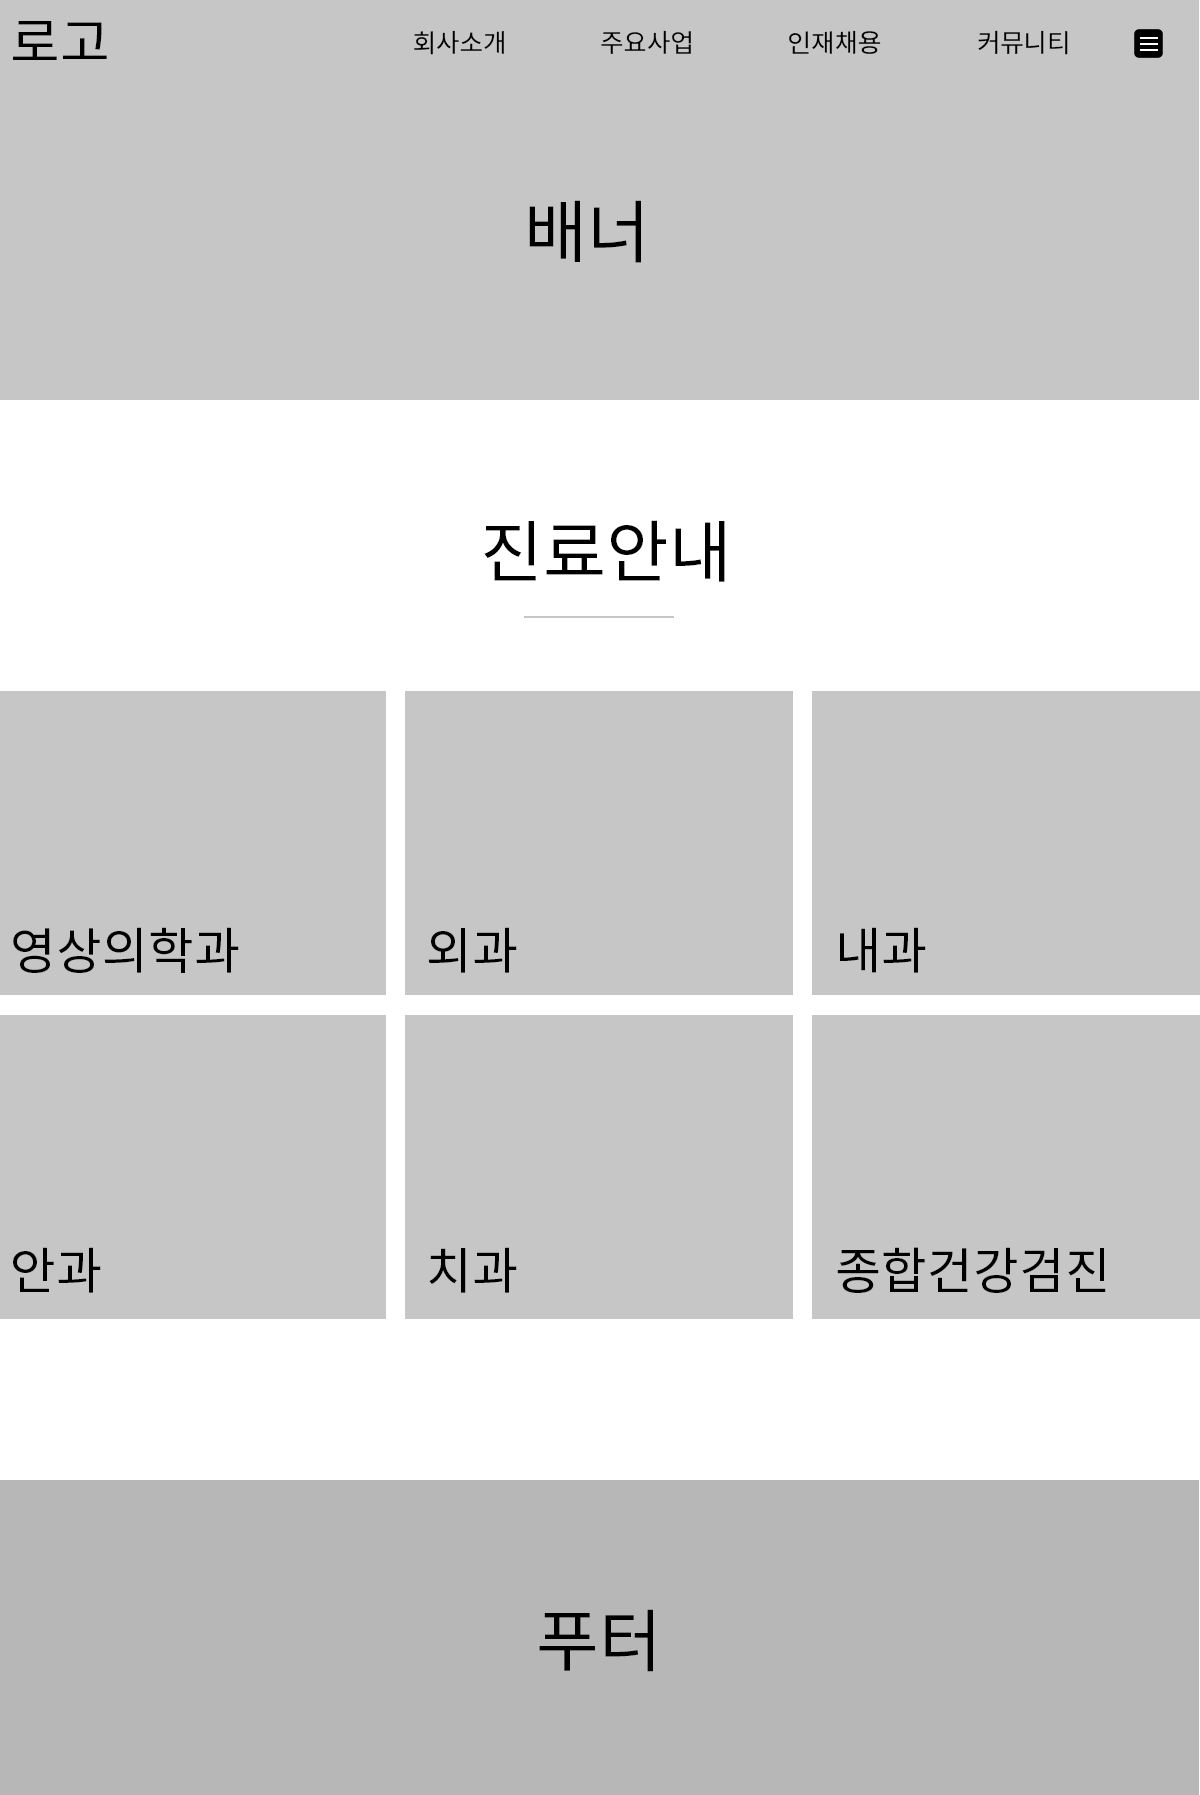 로고
회사소개 주요사업 인재채용 커뮤니티
배너
진료안내
영상의학과 외과 내과
안과 치과 종합건강검진
푸터